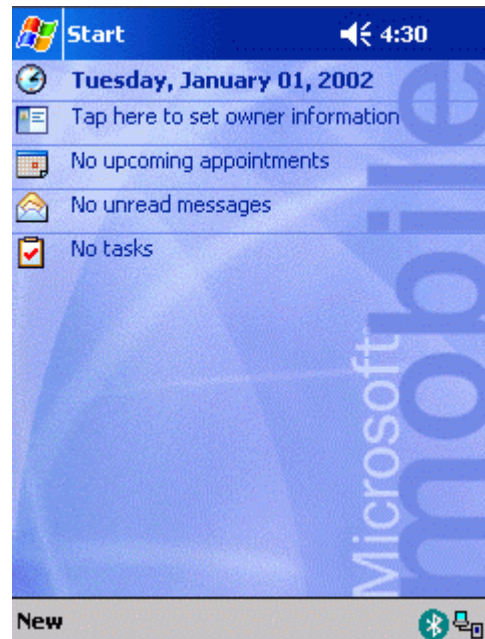 Start 4:30
Tuesday, January 01, 2002
Tap here to set owner information
No upcoming appointments
No unread messages
No tasks
Microsoft
mobile
New